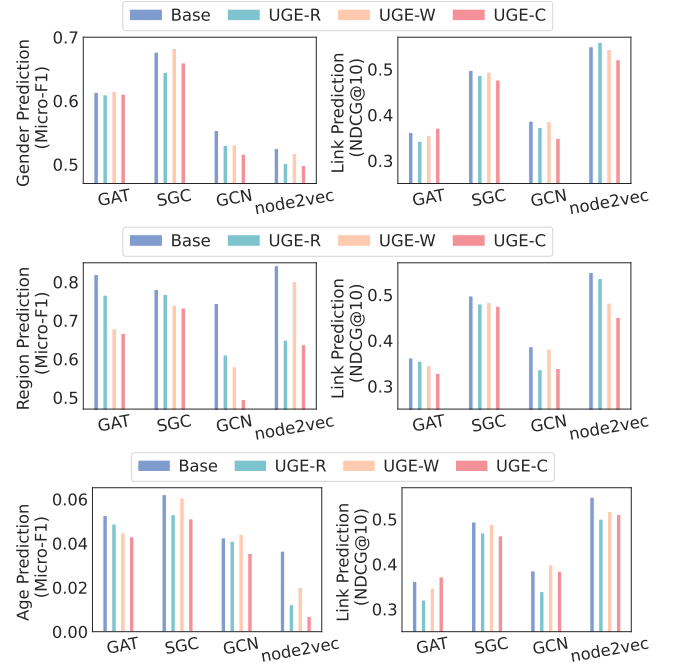 Base UGE-R UGE-W UGE-C
Gender Prediction
(Micro-F1)
0.7
0.6
0.5
GAT SGC GCN node2vec
Link Prediction
(NDCG@10)
0.5
0.4
0.3
GAT SGC GCN node2vec
Base UGE-R UGE-W UGE-C
Region Prediction
(Micro-F1)
0.8
0.7
0.6
0.5
GAT SGC GCN node2vec
Link Prediction
(NDCG@10)
0.5
0.4
0.3
GAT SGC GCN node2vec
Base UGE-R UGE-W UGE-C
Age Prediction
(Micro-F1)
0.06
0.04
0.02
0.00
GAT SGC GCN node2vec
Link Prediction
(NDCG@10)
0.5
0.4
0.3
GAT SGC GCN node2vec